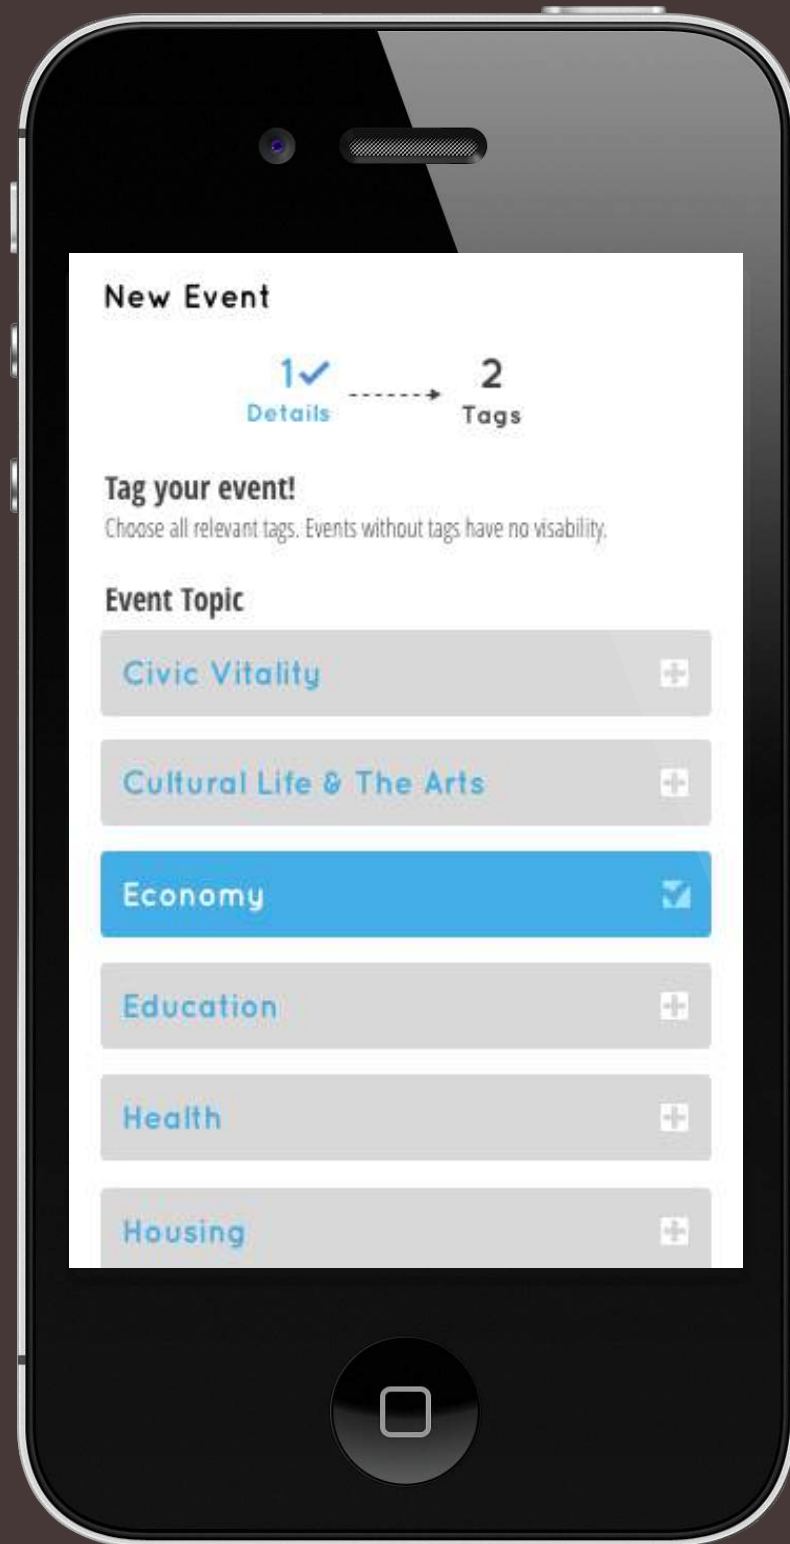 New Event
1 2
Details Tags
Tag your event!
Choose all relevant tags. Events without tags have no visability.
Event Topic
Civic Vitality
Cultural Life & The Arts
Economy
Education
Health
Housing